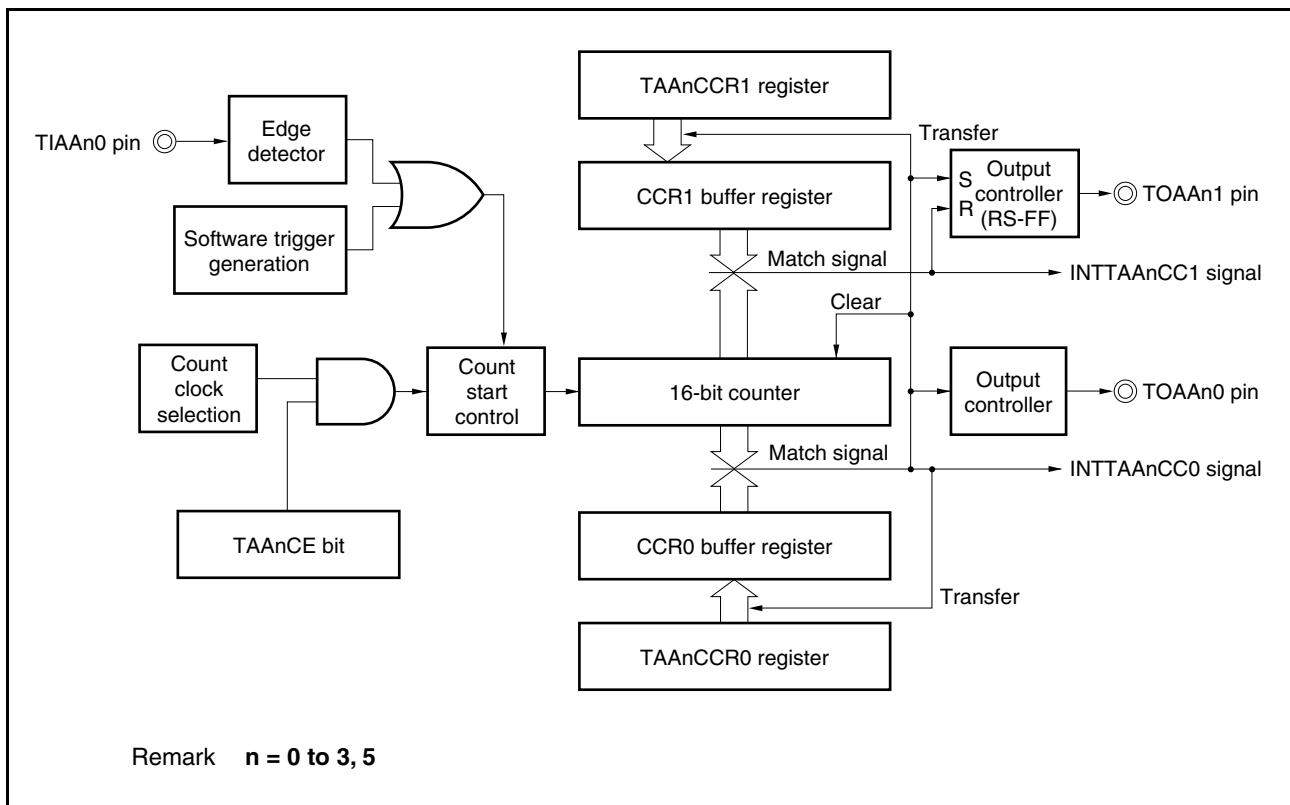 TAAnCCR1 register
TIAAn0 pin
Edge
detector
Transfer
Software trigger
generation
CCR1 buffer register
S
R
Output
controller
(RS-FF)
TOAAn1 pin
Match signal
INTTAAnCC1 signal
Clear
Count
clock
selection
Count
start
control
16-bit counter
Output
controller
TOAAn0 pin
Match signal
INTTAAnCC0 signal
TAAnCE bit
CCR0 buffer register
Transfer
TAAnCCR0 register
Remark n = 0 to 3, 5